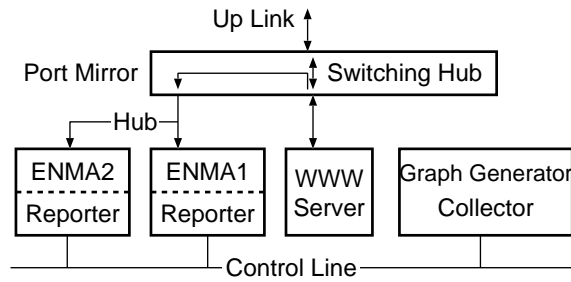 Up Link
Port Mirror
Switching Hub
Hub
ENMA2
Reporter
ENMA1
Reporter
WWW
Server
Graph Generator
Collector
Control Line